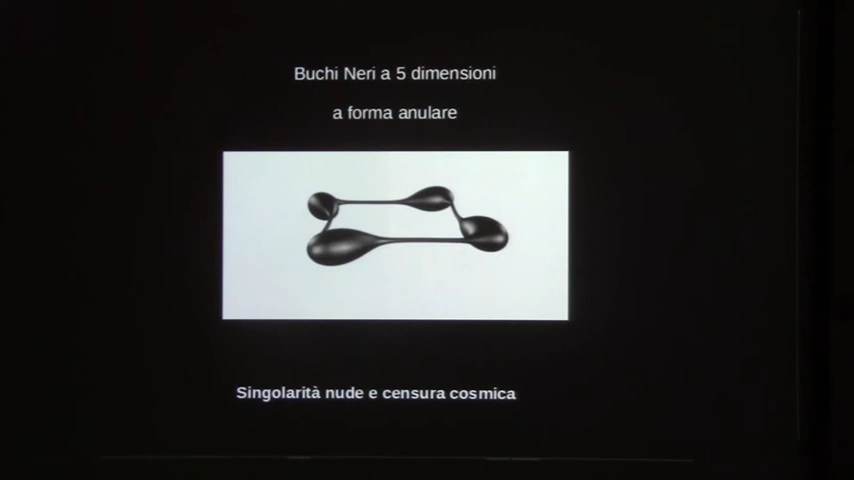 Buchi Neri a 5 dimensioni
a forma anulare
Singolarità nude e censura cosmica